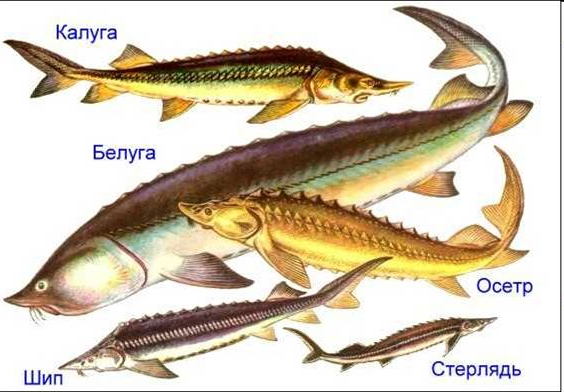 Калуга
Белуга
Осетр
Шип
Стерлядь